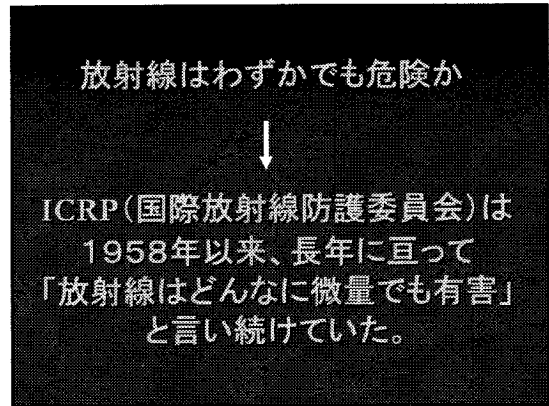 放射線はわずかでも危険か
↓
ICRP(国際放射線防護委員会)は
1958年以来、長年に亘って
「放射線はどんなに微量でも有害」
と言い続けていた。